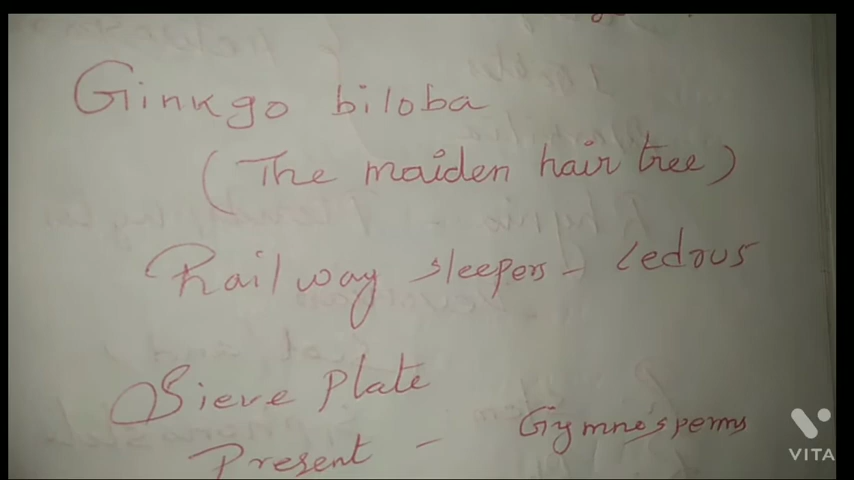 Ginkgo biloba
(The maiden hair tree)
Railway sleepers - Cedrus
Sieve plate
Present - Gymnosperms
VITA